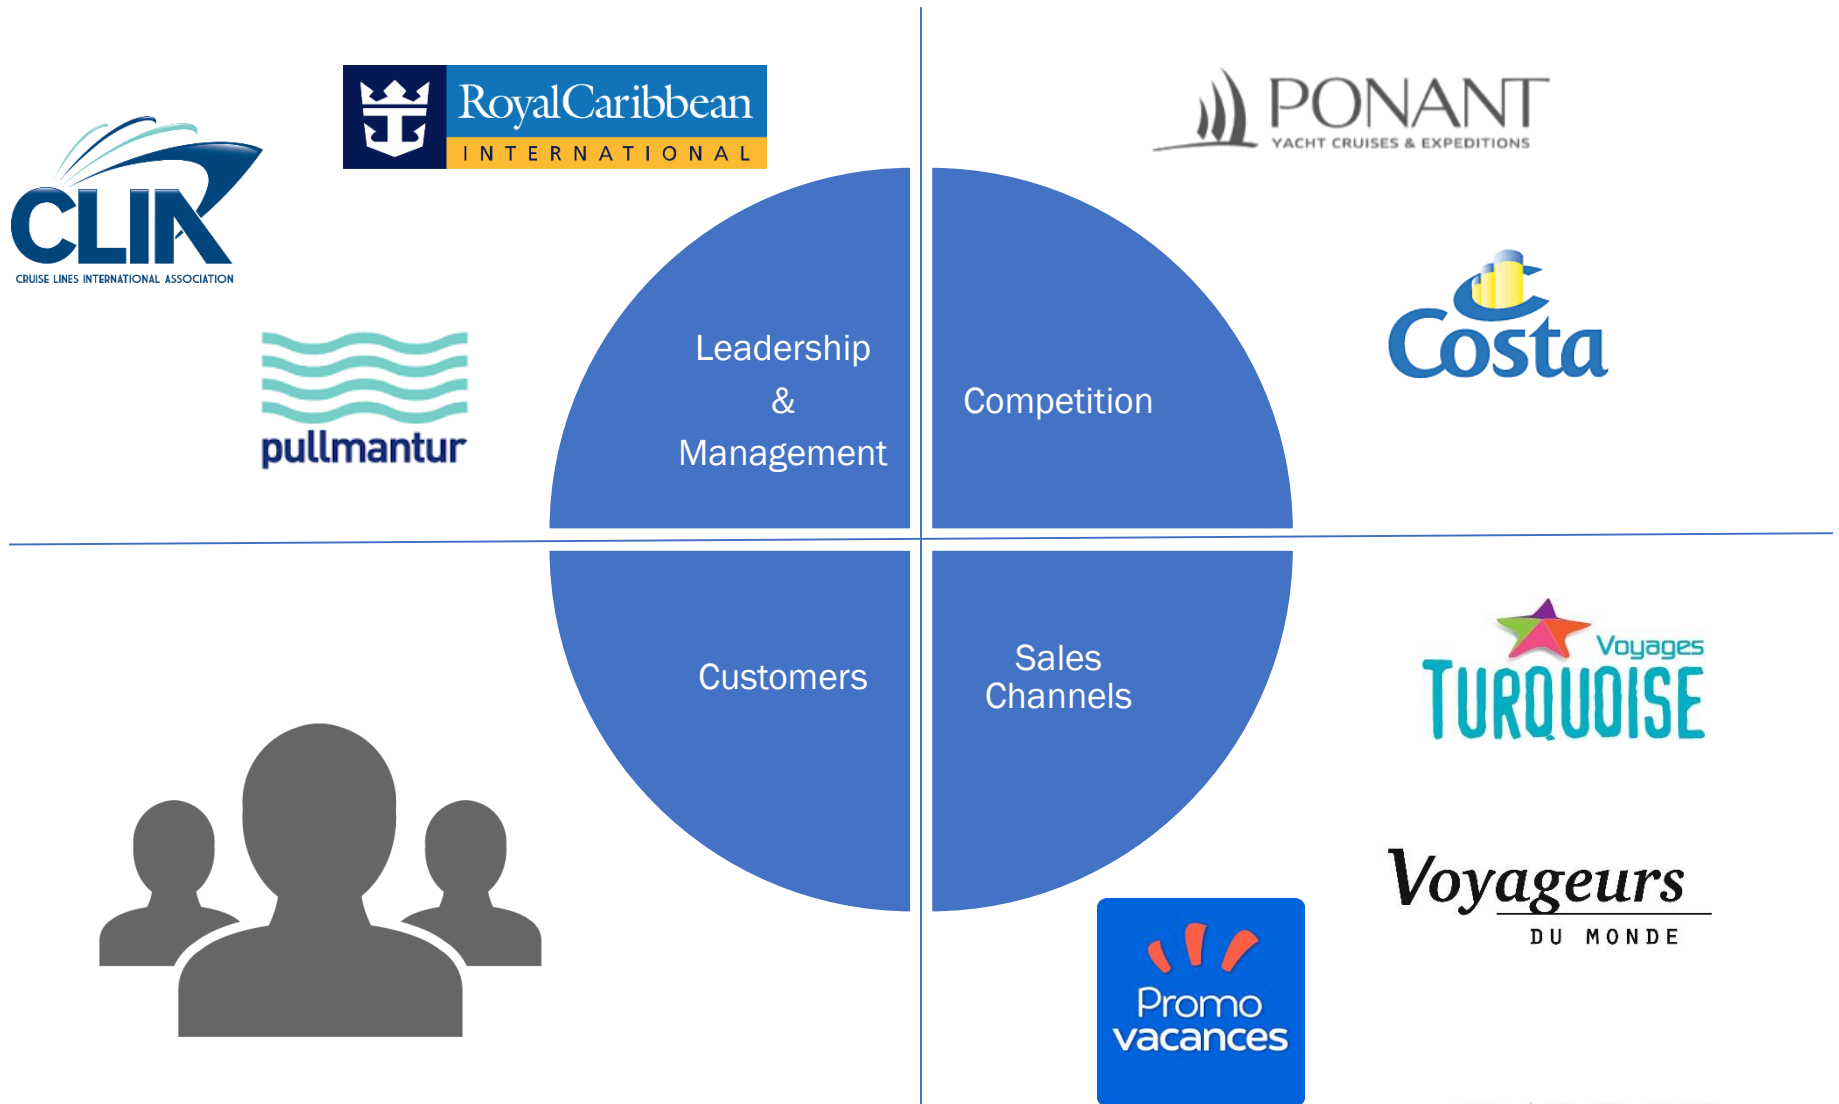 RoyalCaribbean
INTERNATIONAL
CLIA
CRUISE LINES INTERNATIONAL ASSOCIATION
pullmantur
Leadership
&
Management
PONANT
YACHT CRUISES & EXPEDITIONS
Costa
Competition
Customers
Sales
Channels
Voyages
TURQUOISE
Voyageurs
DU MONDE
Promo
vacances